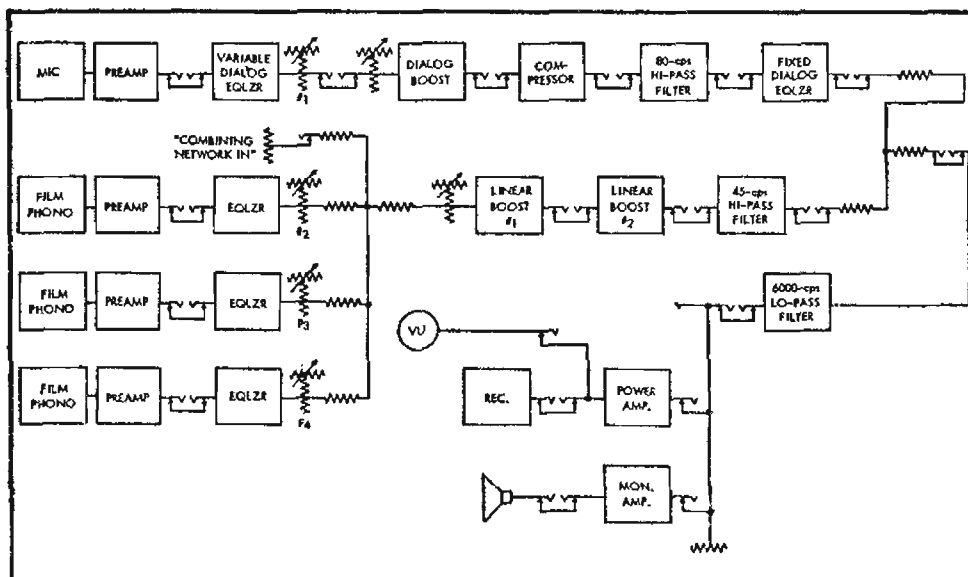 MIC
PREAMP
VARIABLE
DIALOG
EQLZR
#1
DIALOG
BOOST
COM-
PRESSOR
80-cps
HI-PASS
FILTER
FIXED
DIALOG
EQLZR
"COMBINING
NETWORK IN"
FILM
PHONO
PREAMP
EQLZR
#2
LINEAR
BOOST
#1
LINEAR
BOOST
#2
45-cps
HI-PASS
FILTER
FILM
PHONO
PREAMP
EQLZR
#3
VU
6000-cps
LO-PASS
FILTER
FILM
PHONO
PREAMP
EQLZR
#4
REC.
POWER
AMP.
MON.
AMP.